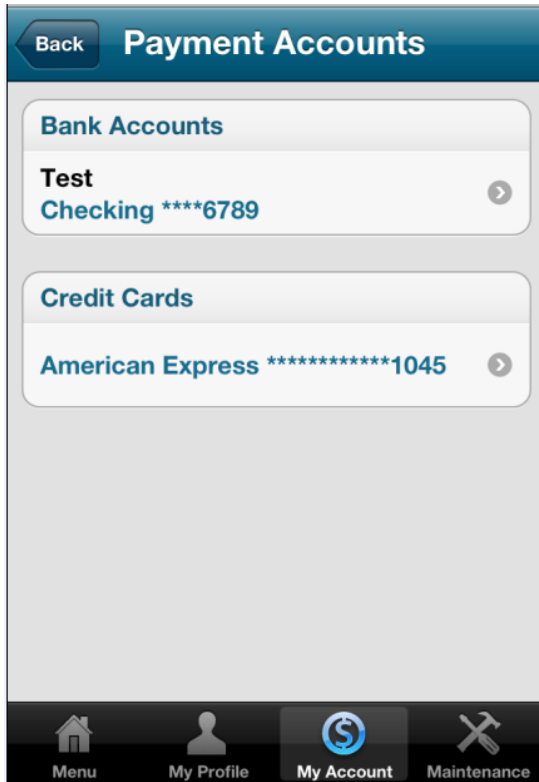 Back
Payment Accounts
Bank Accounts
Test
Checking ****6789
Credit Cards
American Express ************1045
Menu
My Profile
My Account
Maintenance